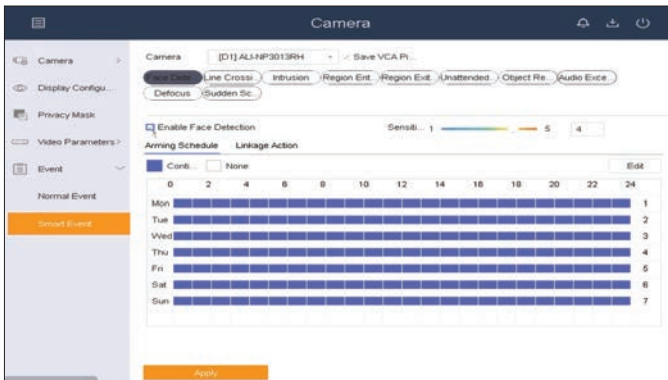 Camera
Camera
Display Configu...
Privacy Mask
Video Parameters
Event
Normal Event
Smart Event
Camera
[D1] ALI-NP3013RH
Save VCA Pi...
Face Dete... Line Crossi... Intrusion Region Ent... Region Exit... Unattended... Object Re... Audio Exce...
Defocus Sudden Sc...
Enable Face Detection Sensiti... 1 5 4
Arming Schedule Linkage Action
Conti... None Edit
0 2 4 6 8 10 12 14 16 18 20 22 24
Mon 1
Tue 2
Wed 3
Thu 4
Fri 5
Sat 6
Sun 7
Apply